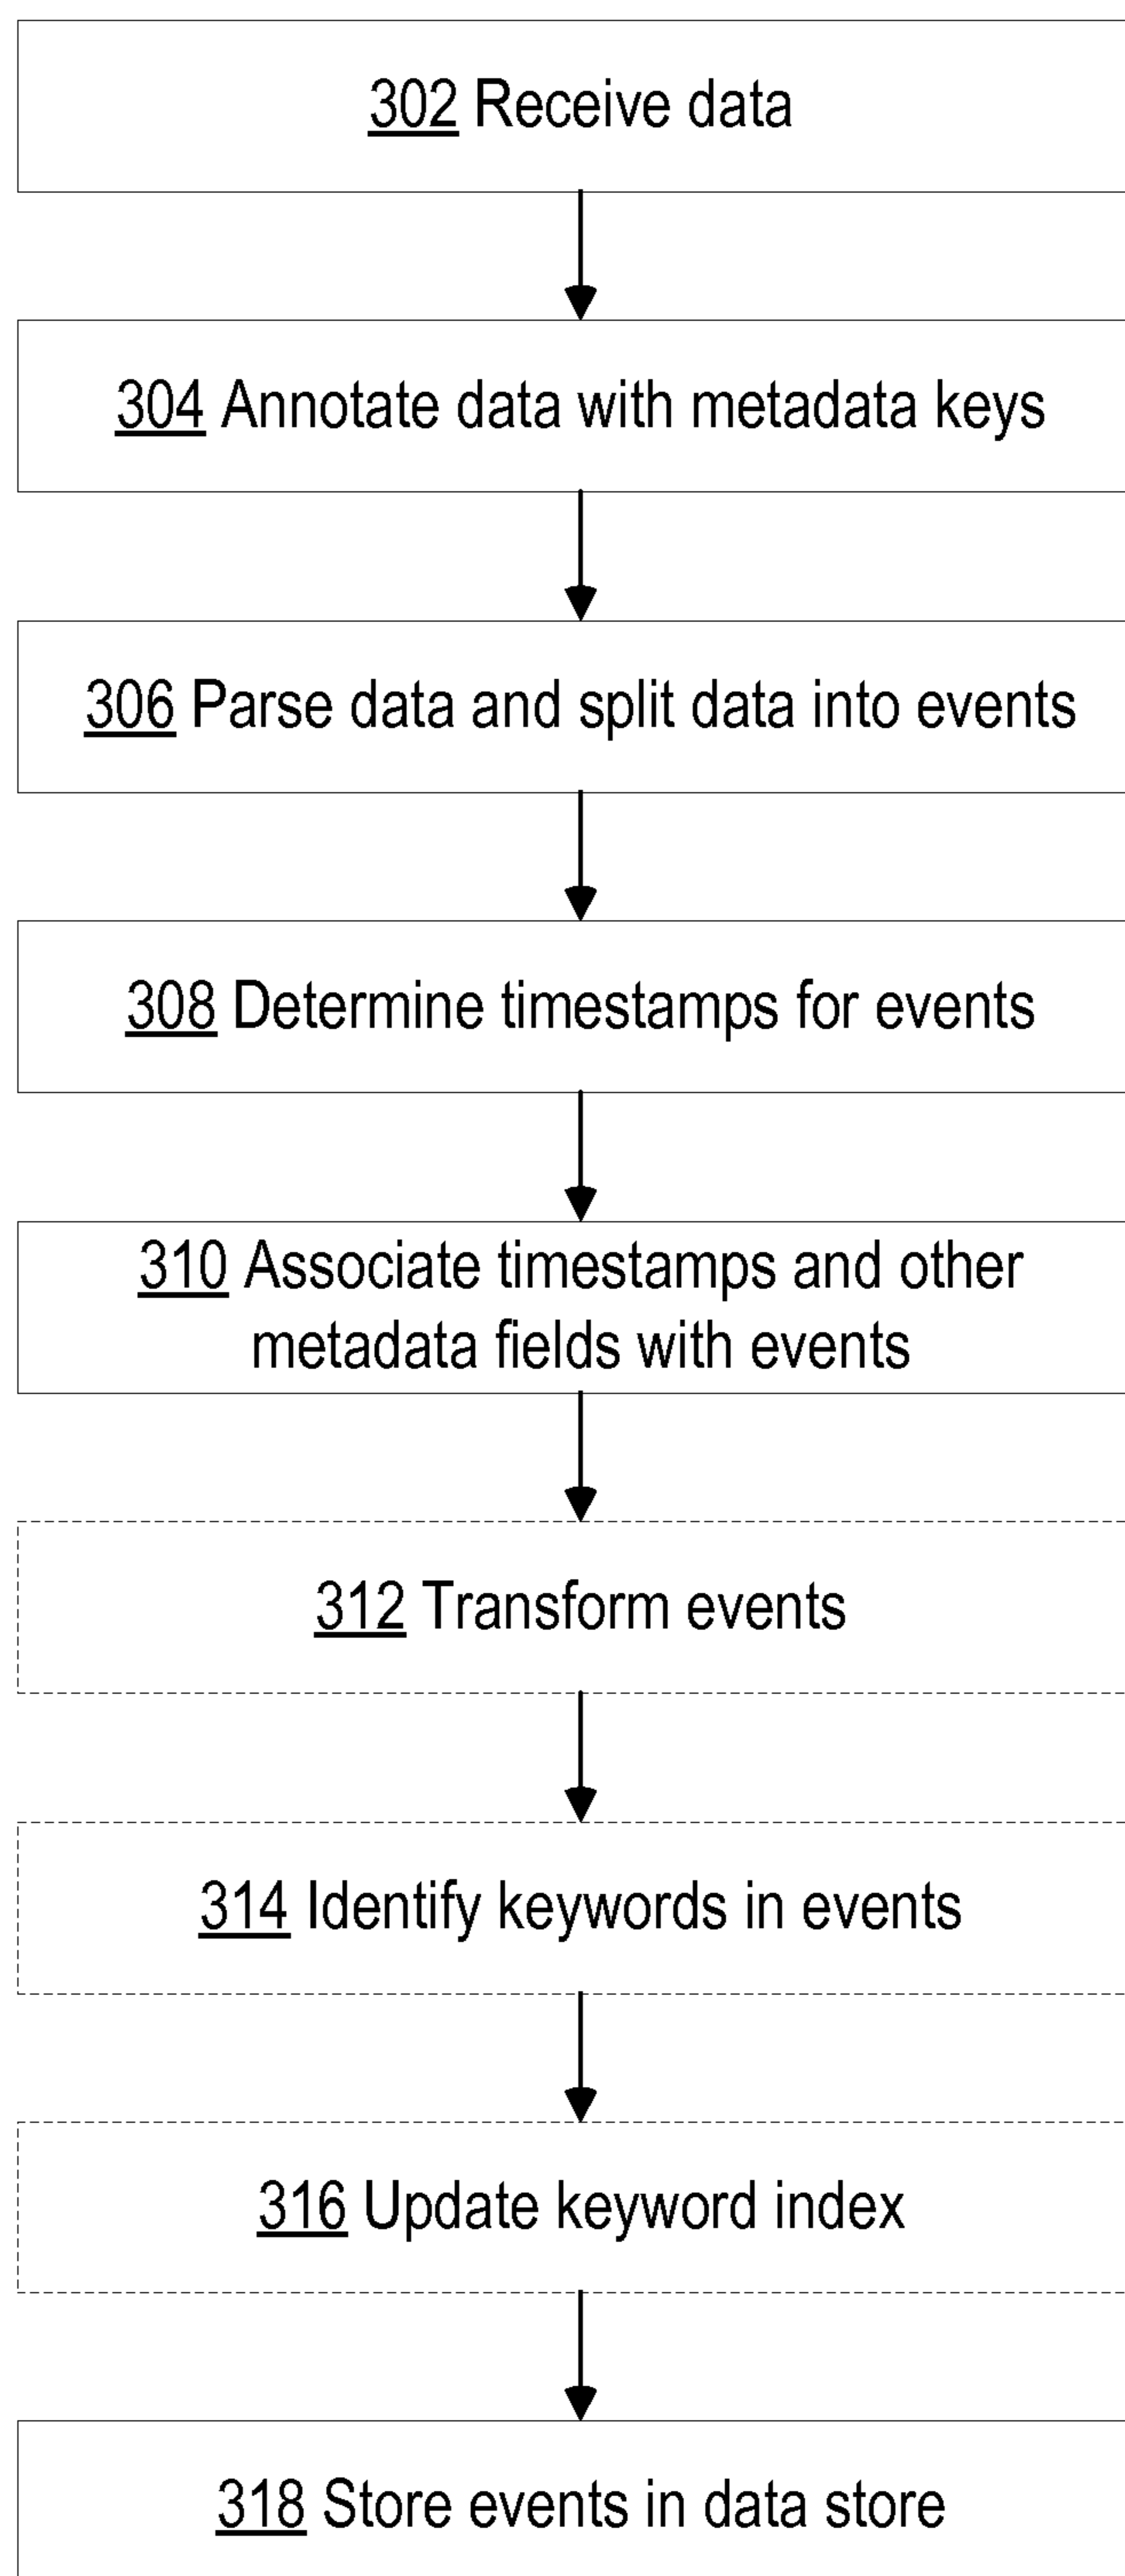 302 Receive data
304 Annotate data with metadata keys
306 Parse data and split data into events
308 Determine timestamps for events
310 Associate timestamps and other
metadata fields with events
312 Transform events
314 Identify keywords in events
316 Update keyword index
318 Store events in data store